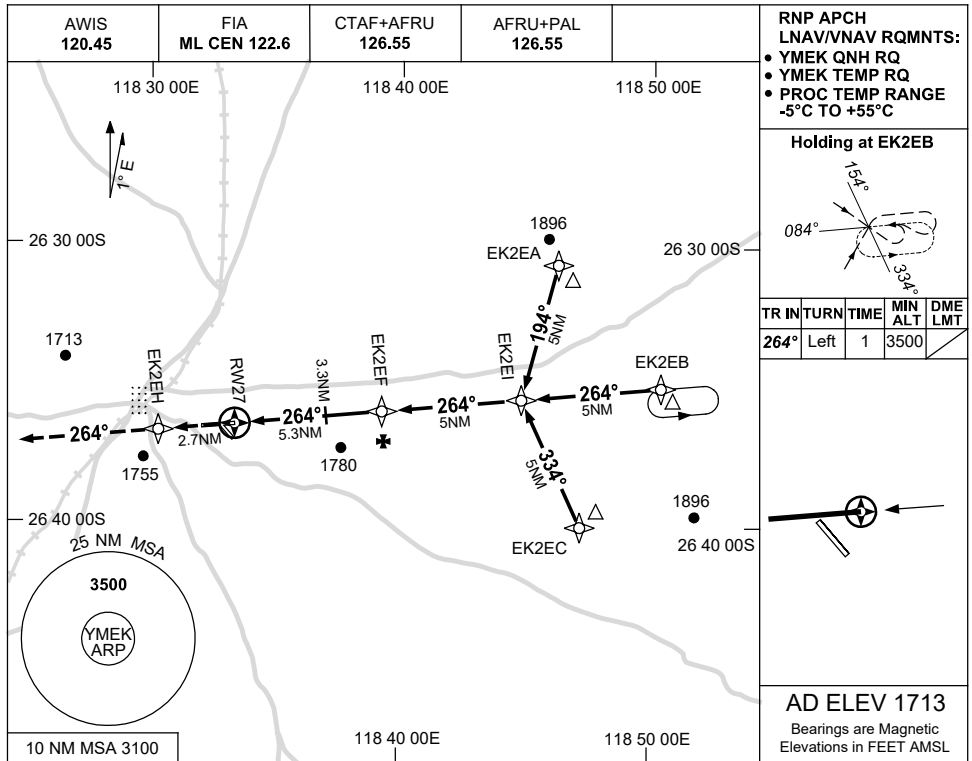 AWIS
120.45
FIA
ML CEN 122.6
CTAF+AFRU
126.55
AFRU+PAL
126.55
RNP APCH
LNAV/VNAV RQMNTS:
• YMEK QNH RQ
• YMEK TEMP RQ
• PROC TEMP RANGE
-5°C TO +55°C
118 30 00E
118 40 00E
118 50 00E
1° E
Holding at EK2EB
154°
084°
334°
26 30 00S
1896
EK2EA
26 30 00S
194°
5NM
TR IN TURN TIME MIN ALT DME LMT
264° Left 1 3500
1713
EK2EH
RW27
3.3NM
EK2EF
EK2EI
EK2EB
264°
2.7NM
264°
5.3NM
264°
5NM
264°
5NM
1755
1780
334°
5NM
1896
EK2EC
26 40 00S
26 40 00S
25 NM MSA
3500
YMEK
ARP
10 NM MSA 3100
118 40 00E
118 50 00E
AD ELEV 1713
Bearings are Magnetic
Elevations in FEET AMSL